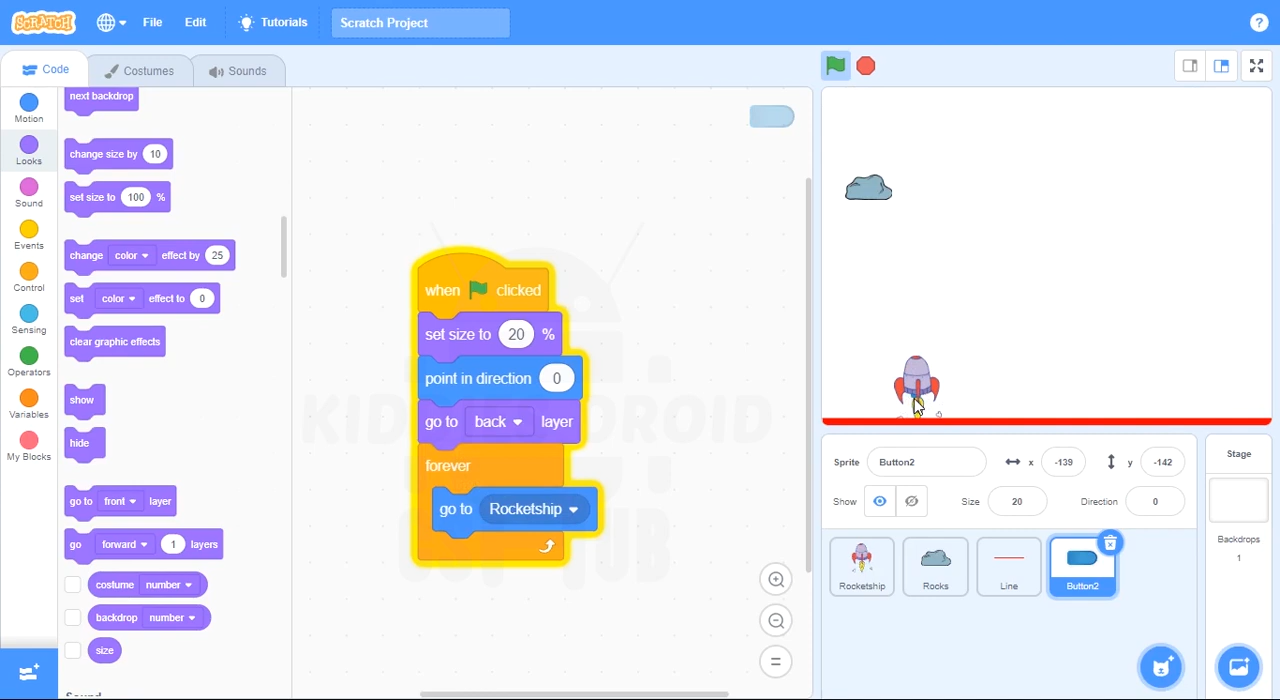 SCRATCH
File
Edit
Tutorials
Scratch Project
?
Code
Costumes
Sounds
Motion
Looks
Sound
Events
Control
Sensing
Operators
Variables
My Blocks
next backdrop
change size by 10
set size to 100 %
change color effect by 25
set color effect to 0
clear graphic effects
show
hide
go to front layer
go forward 1 layers
costume number
backdrop number
size
when clicked
set size to 20 %
point in direction 0
go to back layer
forever
go to Rocketship
Sprite Button2 x -139 y -142
Show Size 20 Direction 0
Rocketship
Rocks
Line
Button2
Stage
Backdrops
1